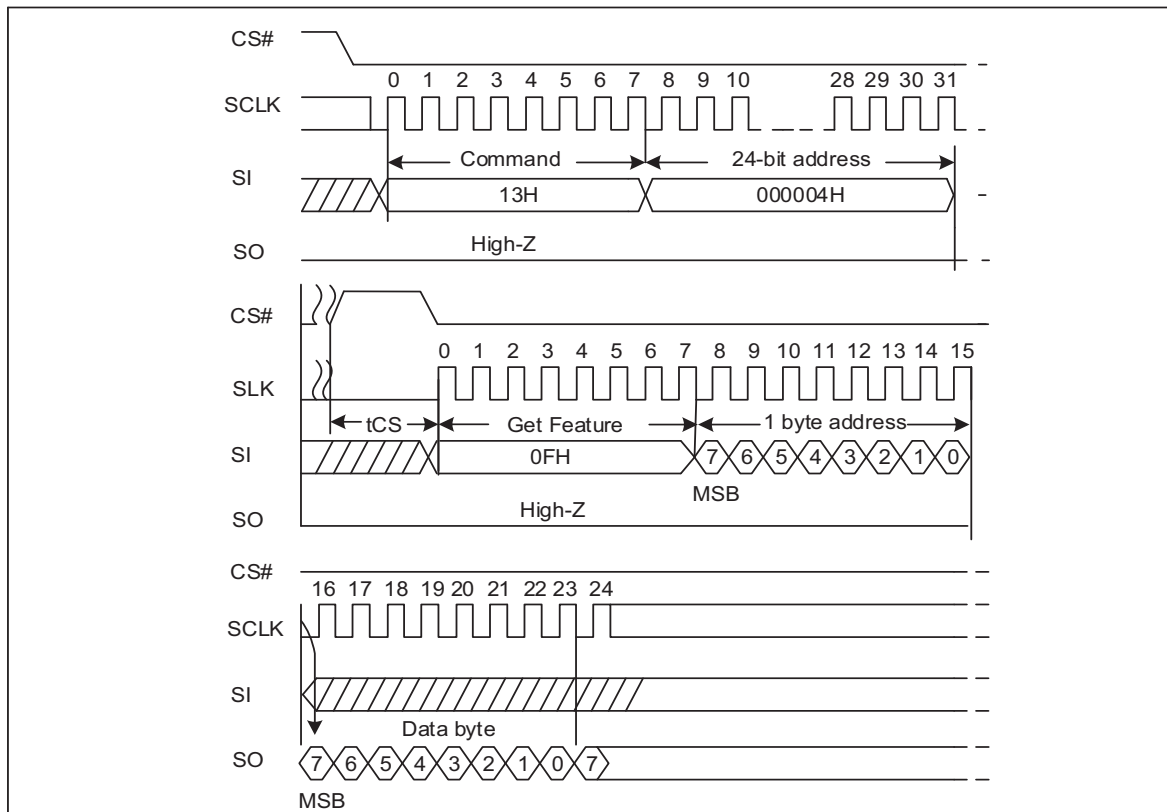 CS#
0 1 2 3 4 5 6 7 8 9 10 28 29 30 31
SCLK
Command 24-bit address
SI
13H 000004H
High-Z
SO
CS#
0 1 2 3 4 5 6 7 8 9 10 11 12 13 14 15
SLK
tCS Get Feature 1 byte address
SI
0FH 7 6 5 4 3 2 1 0
MSB
High-Z
SO
CS#
16 17 18 19 20 21 22 23 24
SCLK
SI
Data byte
SO 7 6 5 4 3 2 1 0 7
MSB